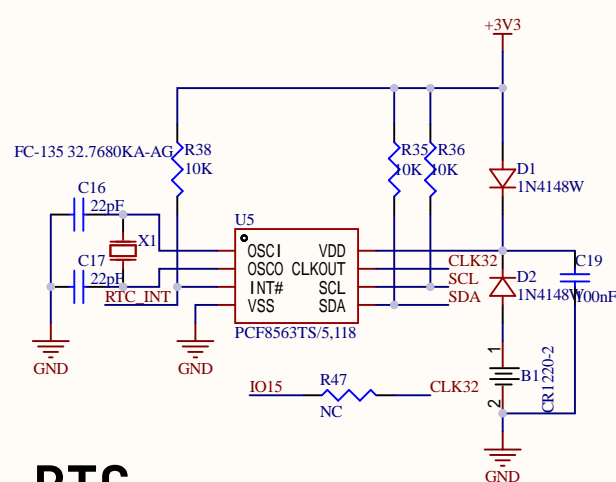 +3V3
FC-135 32.7680KA-AG
R38
10K
R35
10K
R36
10K
D1
1N4148W
C16
22pF
X1
C17
22pF
RTC_INT
U5
OSCI
VDD
OSCO
CLKOUT
INT#
SCL
VSS
SDA
PCF8563TS/5,118
CLK32
SCL
SDA
C19
100nF
D2
1N4148W
GND
GND
IO15
R47
NC
CLK32
1
B1
2
CR1220-2
GND
RTC